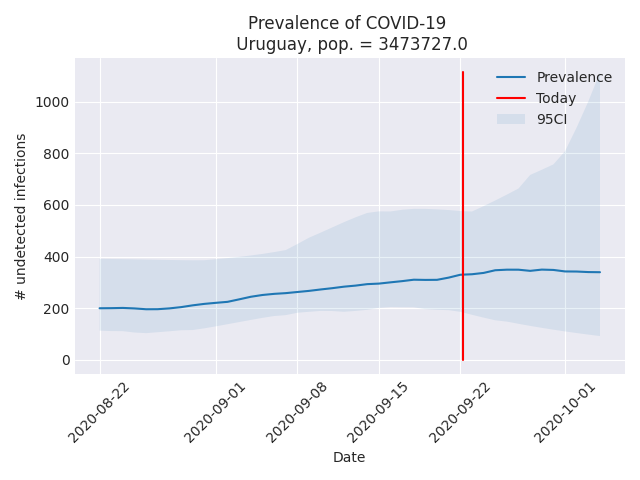 Prevalence of COVID-19
Uruguay, pop. = 3473727.0
Prevalence
Today
95CI
1000
800
600
400
200
0
# undetected infections
2020-08-22
2020-09-01
2020-09-08
2020-09-15
2020-09-22
2020-10-01
Date